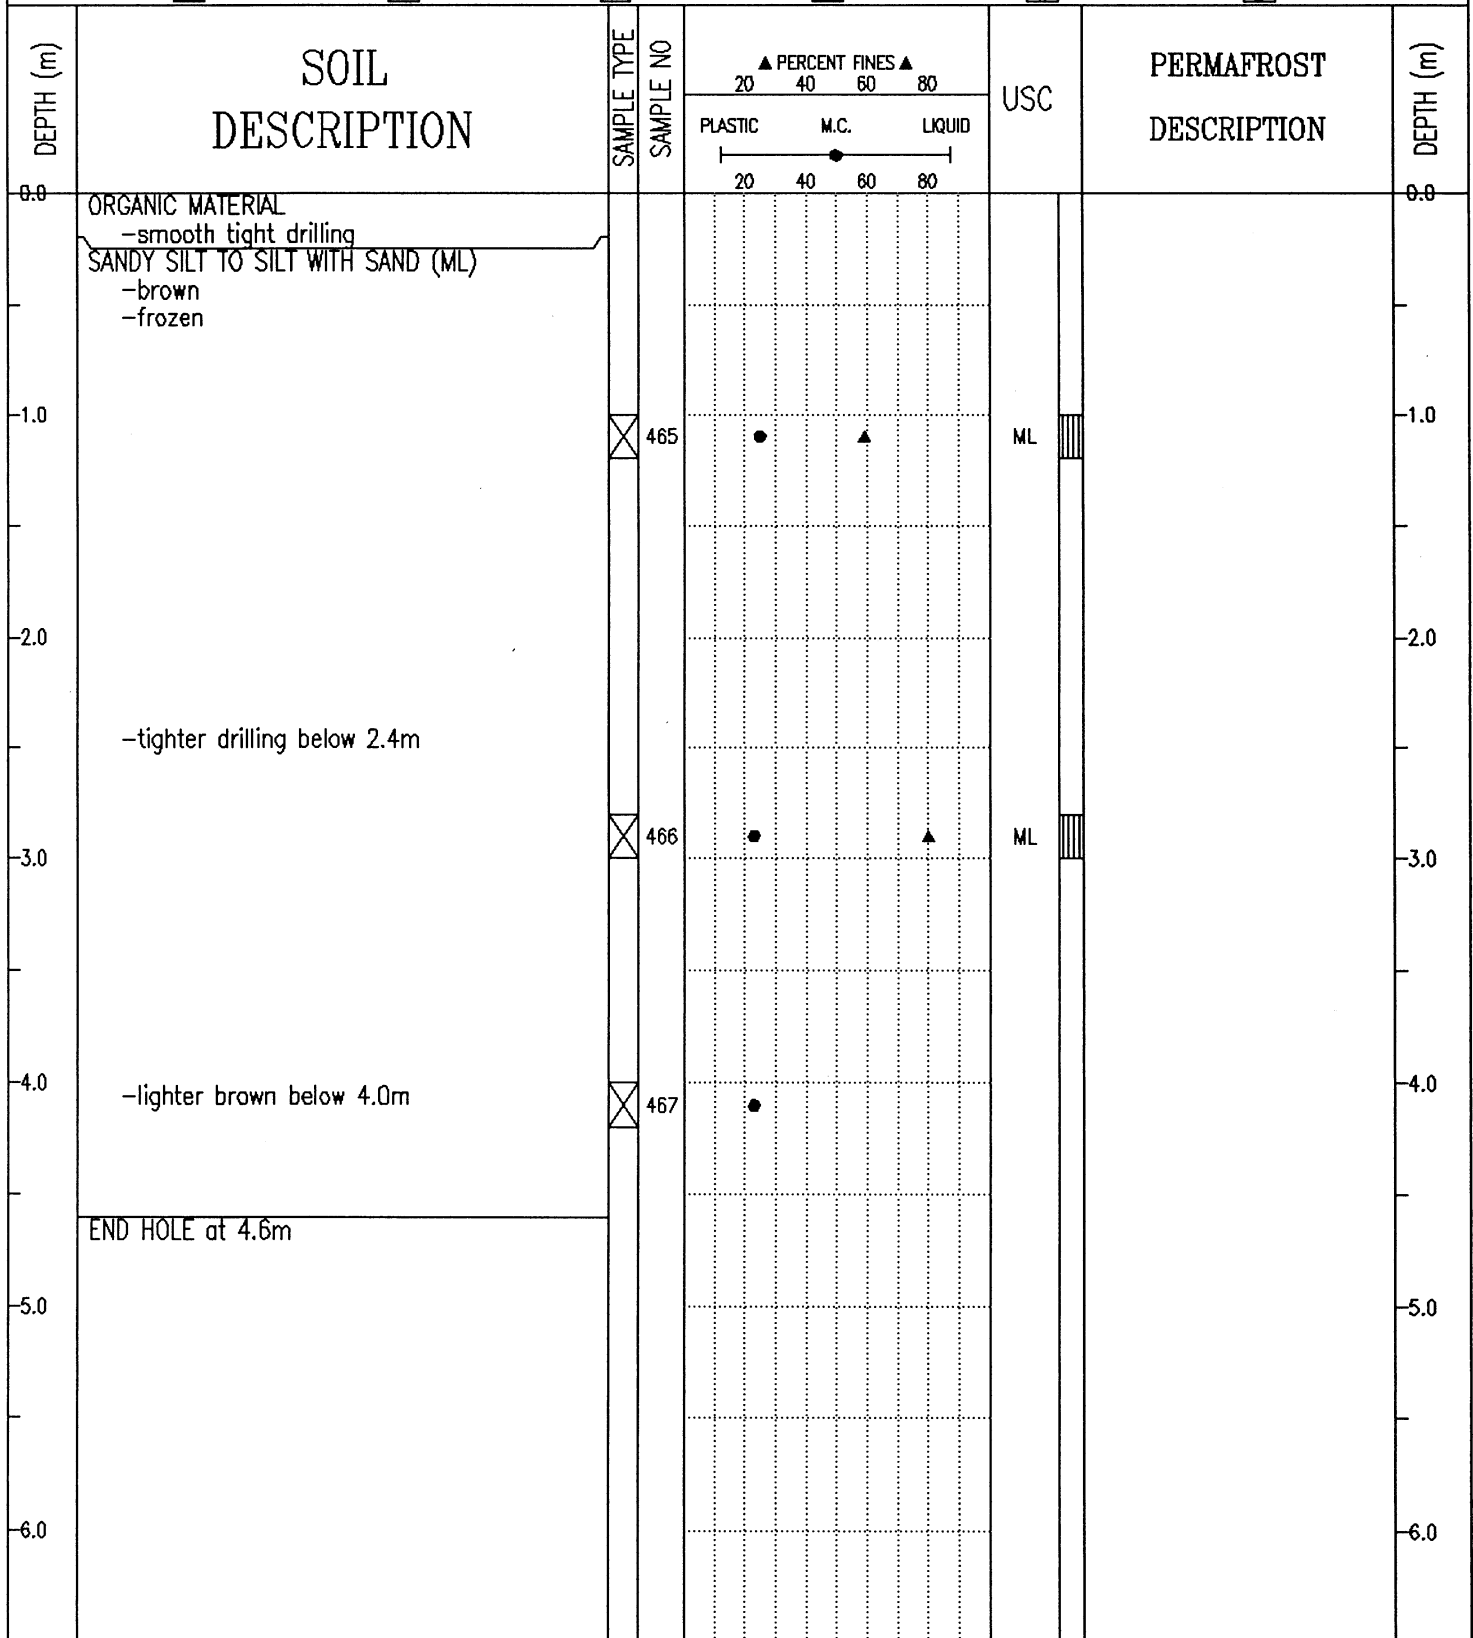 DEPTH (m)
SOIL
DESCRIPTION
SAMPLE TYPE
SAMPLE NO
▲ PERCENT FINES ▲
20 40 60 80
PLASTIC M.C. LIQUID
20 40 60 80
USC
PERMAFROST
DESCRIPTION
DEPTH (m)
0.0 0.0
ORGANIC MATERIAL
-smooth tight drilling
SANDY SILT TO SILT WITH SAND (ML)
-brown
-frozen
1.0 1.0
465 ML
2.0 2.0
-tighter drilling below 2.4m
466 ML
3.0 3.0
4.0 4.0
-lighter brown below 4.0m
467
END HOLE at 4.6m
5.0 5.0
6.0 6.0